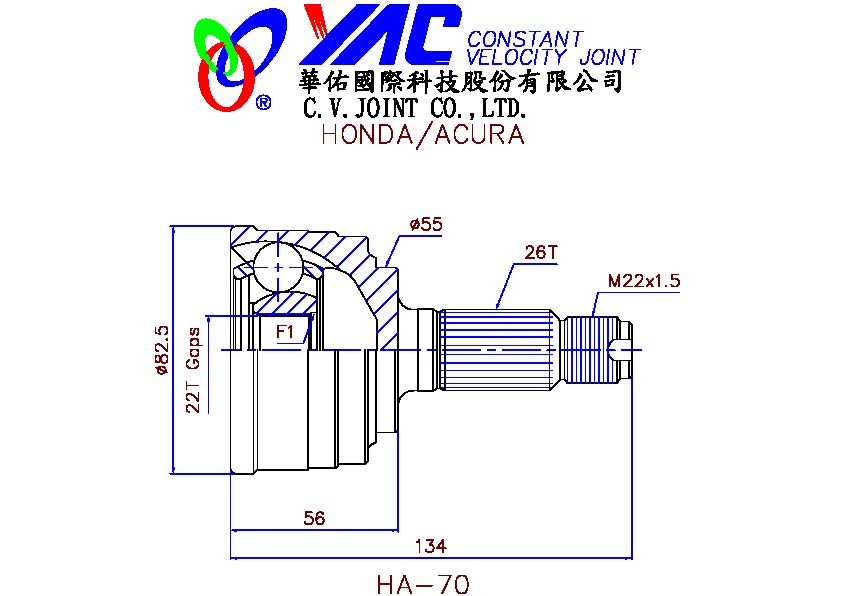 YAC CONSTANT
VELOCITY JOINT
®
華佑國際科技股份有限公司
C.V.JOINT CO.,LTD.
HONDA/ACURA
ø55
26T
M22x1.5
F1
ø82.5
22T Gaps
56
134
HA-70